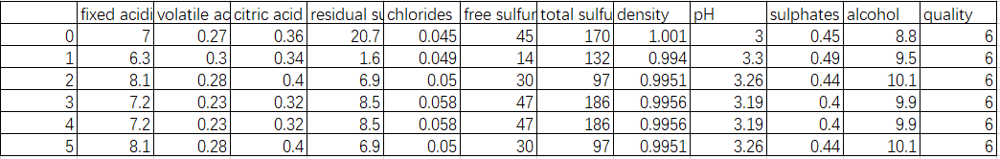 fixed acidi volatile ac citric acid residual su chlorides free sulfur total sulfu density pH sulphates alcohol quality
0 7 0.27 0.36 20.7 0.045 45 170 1.001 3 0.45 8.8 6
1 6.3 0.3 0.34 1.6 0.049 14 132 0.994 3.3 0.49 9.5 6
2 8.1 0.28 0.4 6.9 0.05 30 97 0.9951 3.26 0.44 10.1 6
3 7.2 0.23 0.32 8.5 0.058 47 186 0.9956 3.19 0.4 9.9 6
4 7.2 0.23 0.32 8.5 0.058 47 186 0.9956 3.19 0.4 9.9 6
5 8.1 0.28 0.4 6.9 0.05 30 97 0.9951 3.26 0.44 10.1 6